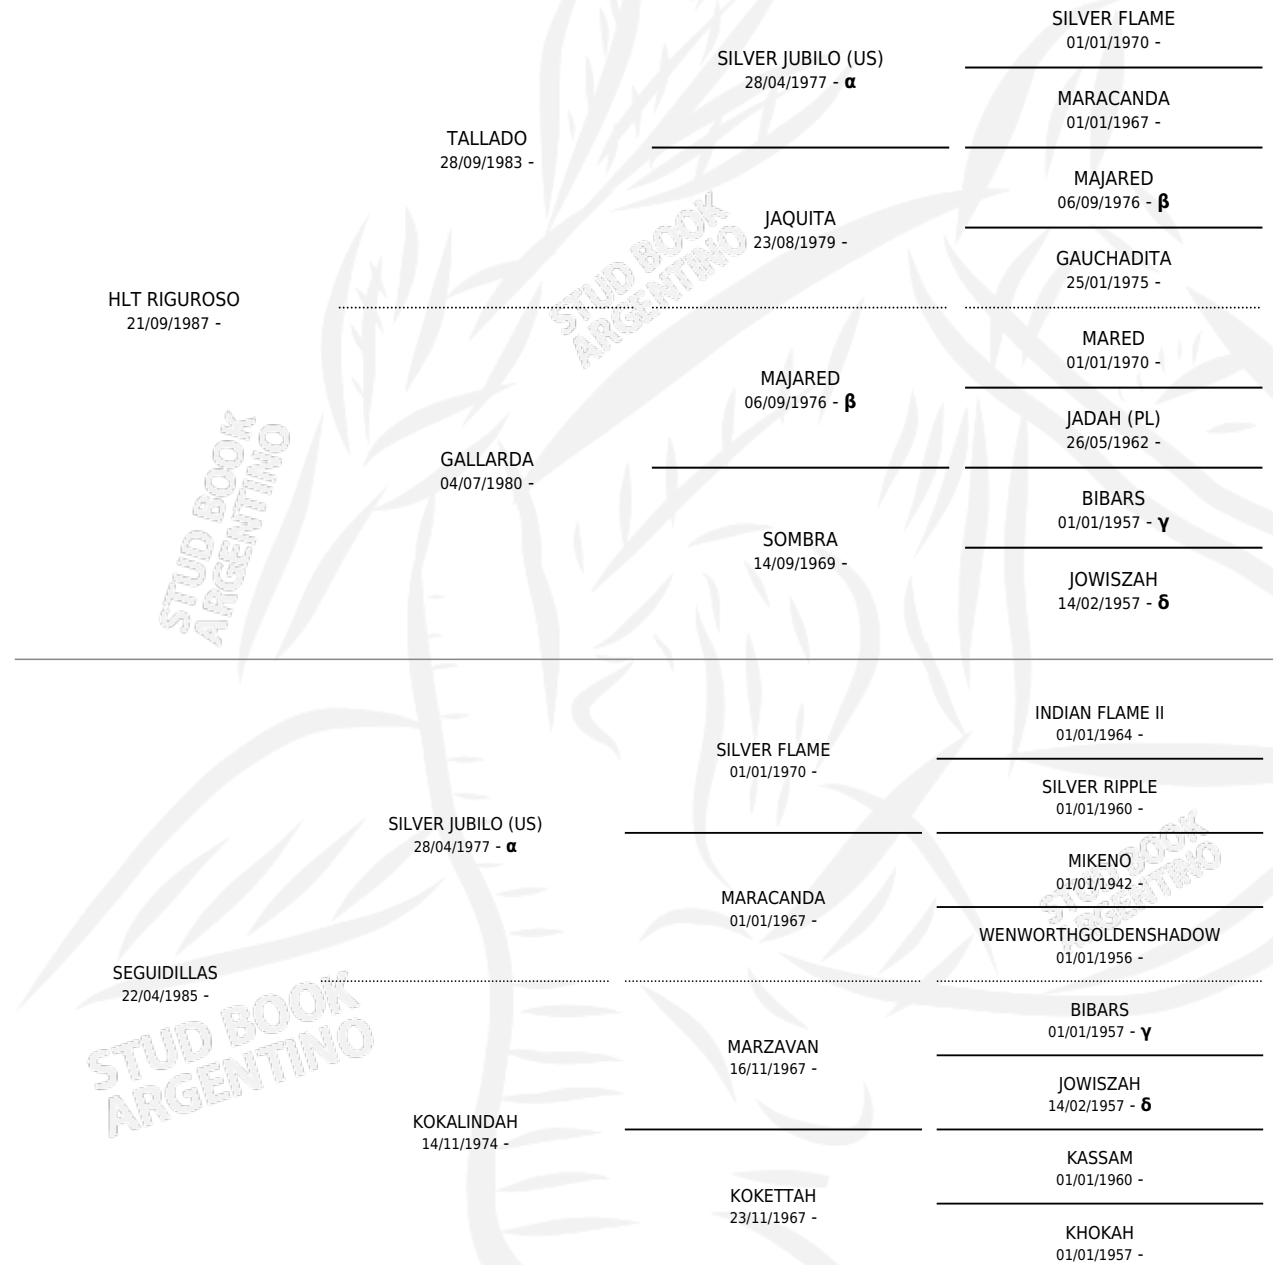 SILVER FLAME
01/01/1970 -
SILVER JUBILO (US)
28/04/1977 - α
MARACANDA
01/01/1967 -
TALLADO
28/09/1983 -
MAJARED
06/09/1976 - β
JAQUITA
23/08/1979 -
GAUCHADITA
25/01/1975 -
HLT RIGUROSO
21/09/1987 -
MARED
01/01/1970 -
MAJARED
06/09/1976 - β
JADAH (PL)
26/05/1962 -
GALLARDA
04/07/1980 -
BIBARS
01/01/1957 - γ
SOMBRA
14/09/1969 -
JOWISZAH
14/02/1957 - δ
STUD BOOK
ARGENTINO
STUD BOOK
ARGENTINO
INDIAN FLAME II
01/01/1964 -
SILVER FLAME
01/01/1970 -
SILVER RIPPLE
01/01/1960 -
SILVER JUBILO (US)
28/04/1977 - α
MIKENO
01/01/1942 -
MARACANDA
01/01/1967 -
WENWORTHGOLDENSHADOW
01/01/1956 -
SEGUIDILLAS
22/04/1985 -
BIBARS
01/01/1957 - γ
MARZAVAN
16/11/1967 -
JOWISZAH
14/02/1957 - δ
KOKALINDAH
14/11/1974 -
KASSAM
01/01/1960 -
KOKETTAH
23/11/1967 -
KHOKAH
01/01/1957 -
STUD BOOK
ARGENTINO
STUD BOOK
ARGENTINO